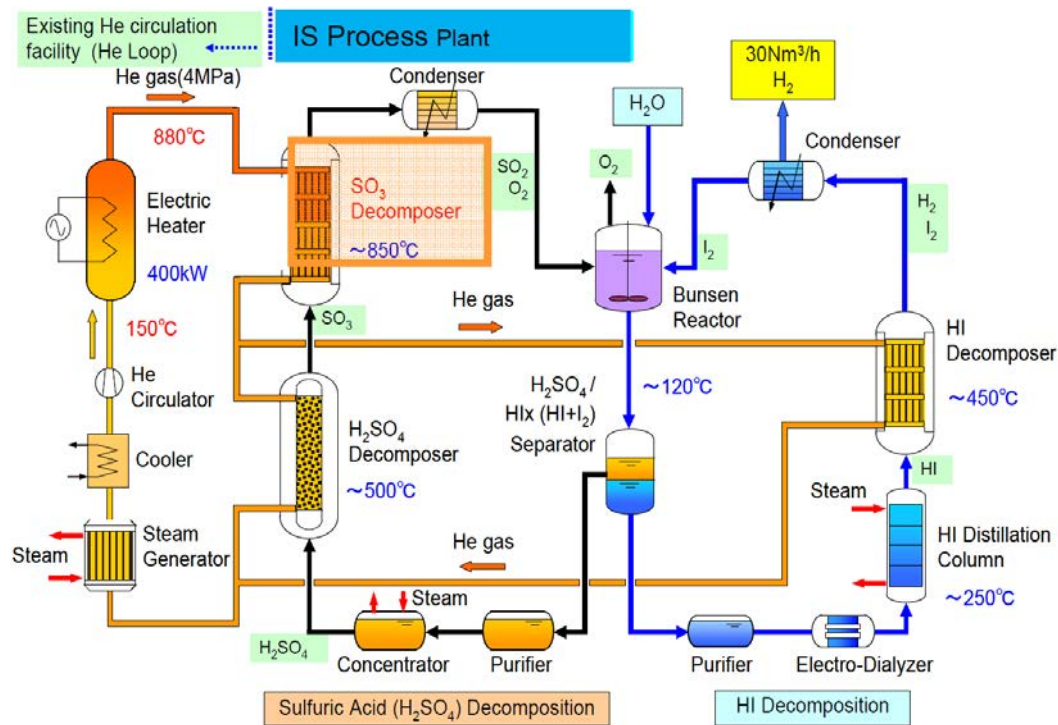 Existing He circulation
facility (He Loop)
IS Process Plant
He gas(4MPa)
Condenser
30Nm³/h
H₂
H₂O
880℃
Condenser
SO₂
O₂
O₂
SO₃
Decomposer
~850℃
Electric
Heater
400kW
H₂
I₂
I₂
Bunsen
Reactor
He gas
150℃
SO₃
HI
Decomposer
~450℃
He
Circulator
H₂SO₄ /
HIx (HI+I₂)
Separator
~120℃
H₂SO₄
Decomposer
~500℃
Cooler
HI
Steam
Steam
Generator
Steam
He gas
HI Distillation
Column
~250℃
Steam
H₂SO₄
Concentrator
Purifier
Purifier
Electro-Dialyzer
Sulfuric Acid (H₂SO₄) Decomposition
HI Decomposition